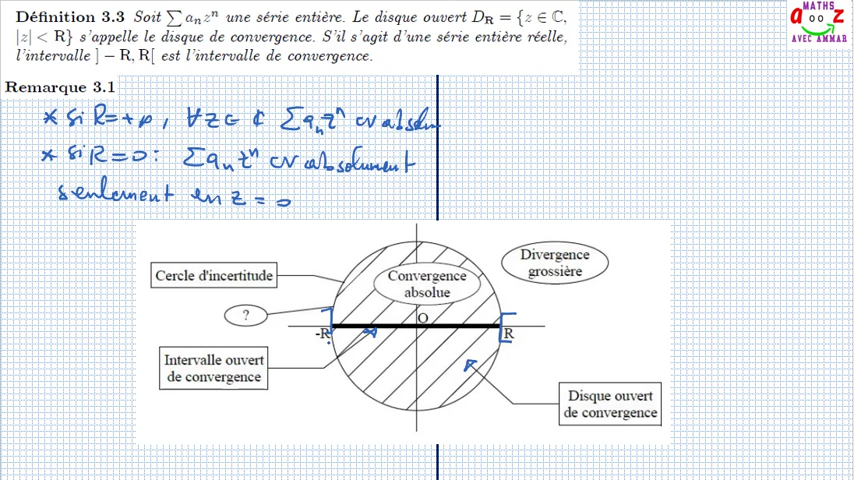 Définition 3.3 Soit ∑ aₙzⁿ une série entière. Le disque ouvert D_R = {z ∈ ℂ,
|z| < R} s'appelle le disque de convergence. S'il s'agit d'une série entière réelle,
l'intervalle ] − R, R[ est l'intervalle de convergence.
MATHS
a oo z
AVEC AMMAR
Remarque 3.1
* Si R = +∞, ∀z ∈ ℂ ∑ aₙzⁿ cv absolu
* Si R = 0 : ∑ aₙzⁿ cv absolument
seulement en z = 0
Divergence
grossière
Cercle d'incertitude
Convergence
absolue
?
O
-R
R
Intervalle ouvert
de convergence
Disque ouvert
de convergence